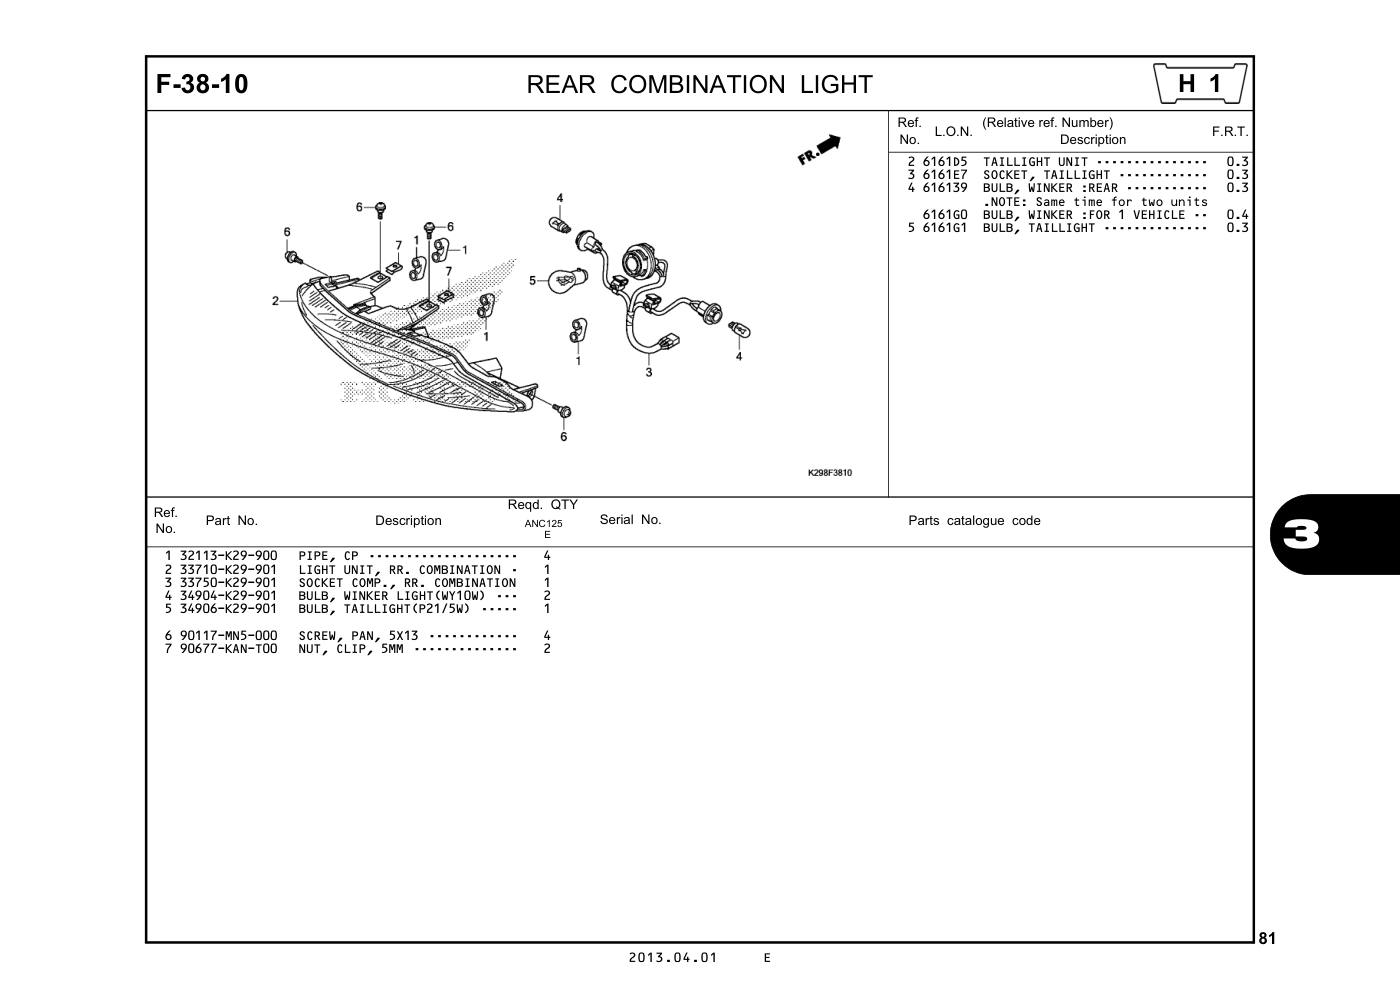 F-38-10
REAR COMBINATION LIGHT
H 1
FR.
4
6
6
6
7
1
1
7
2
5
1
1
4
3
6
K298F3810
Ref. No. L.O.N. (Relative ref. Number) Description F.R.T.
2 6161D5 TAILLIGHT UNIT --------------- 0.3
3 6161E7 SOCKET, TAILLIGHT ------------ 0.3
4 616139 BULB, WINKER :REAR ----------- 0.3
.NOTE: Same time for two units
6161G0 BULB, WINKER :FOR 1 VEHICLE -- 0.4
5 6161G1 BULB, TAILLIGHT -------------- 0.3
Ref. No. Part No. Description Reqd. QTY Serial No. Parts catalogue code
ANC125
E
1 32113-K29-900 PIPE, CP -------------------- 4
2 33710-K29-901 LIGHT UNIT, RR. COMBINATION - 1
3 33750-K29-901 SOCKET COMP., RR. COMBINATION 1
4 34904-K29-901 BULB, WINKER LIGHT(WY10W) --- 2
5 34906-K29-901 BULB, TAILLIGHT(P21/5W) ----- 1
6 90117-MN5-000 SCREW, PAN, 5X13 ------------ 4
7 90677-KAN-T00 NUT, CLIP, 5MM -------------- 2
3
81
2013.04.01 E